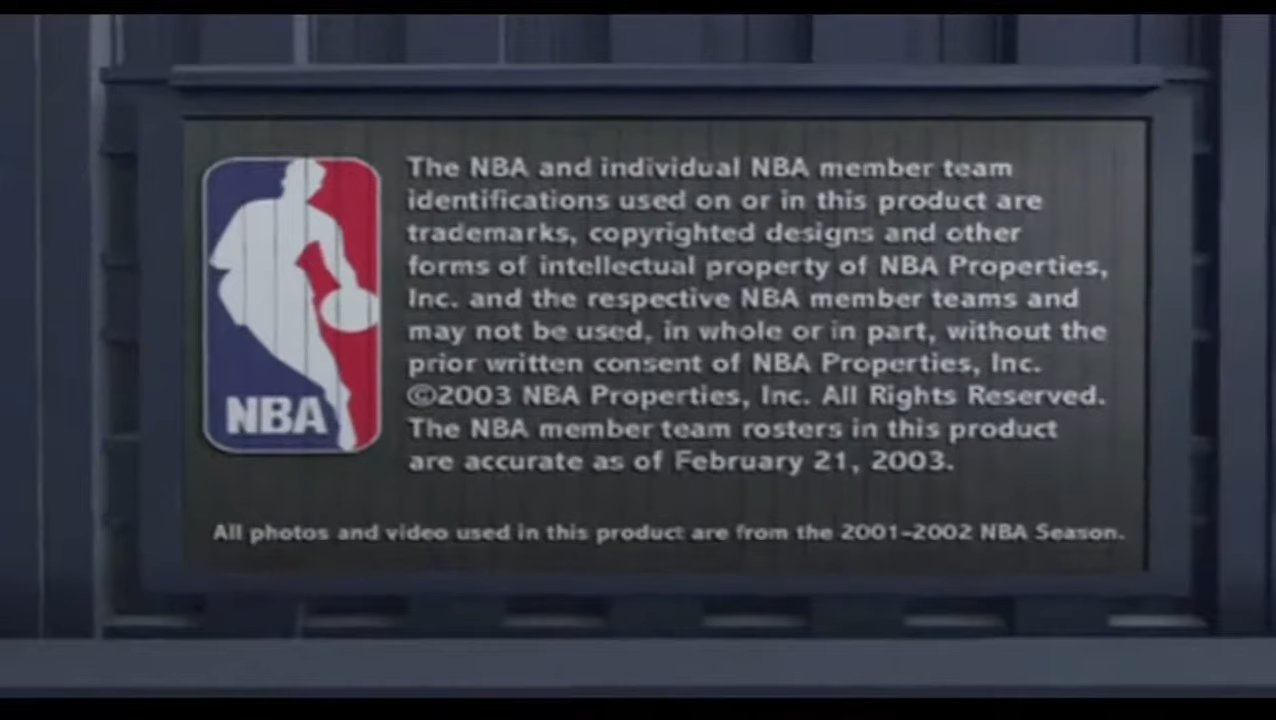 The NBA and individual NBA member team
identifications used on or in this product are
trademarks, copyrighted designs and other
forms of intellectual property of NBA Properties,
Inc. and the respective NBA member teams and
may not be used, in whole or in part, without the
prior written consent of NBA Properties, Inc.
©2003 NBA Properties, Inc. All Rights Reserved.
The NBA member team rosters in this product
are accurate as of February 21, 2003.
NBA
All photos and video used in this product are from the 2001-2002 NBA Season.